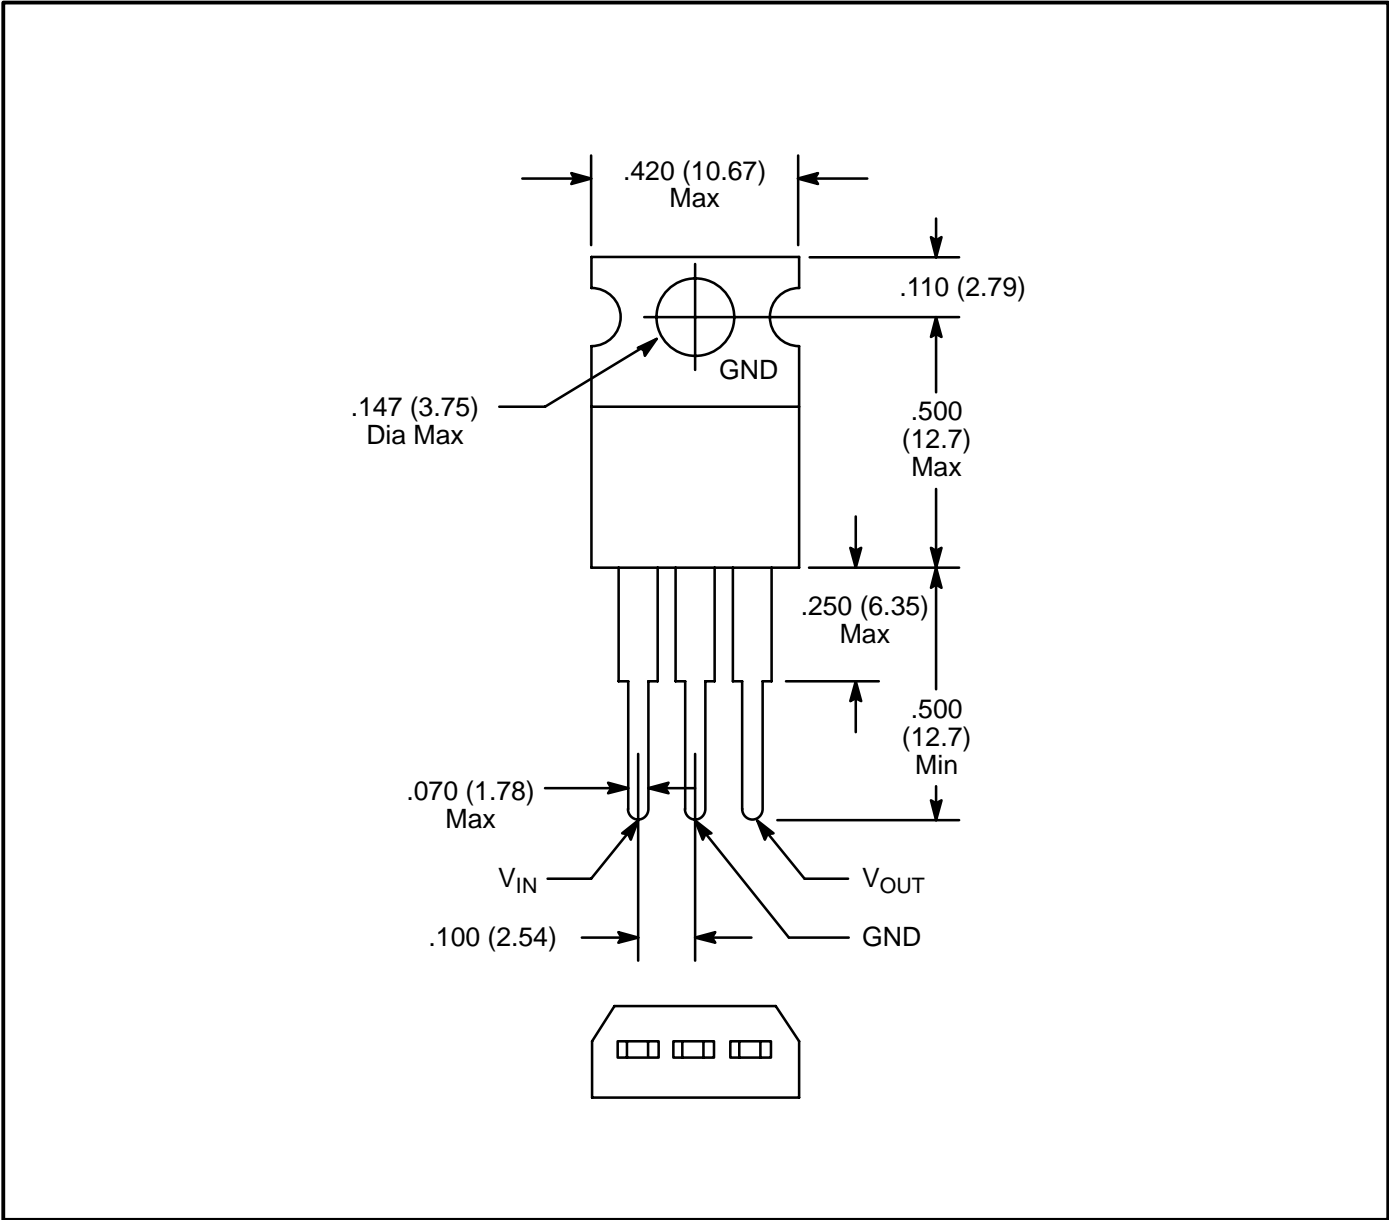 .420 (10.67)
Max
.110 (2.79)
GND
.147 (3.75)
Dia Max
.500
(12.7)
Max
.250 (6.35)
Max
.500
(12.7)
Min
.070 (1.78)
Max
VIN
VOUT
.100 (2.54)
GND